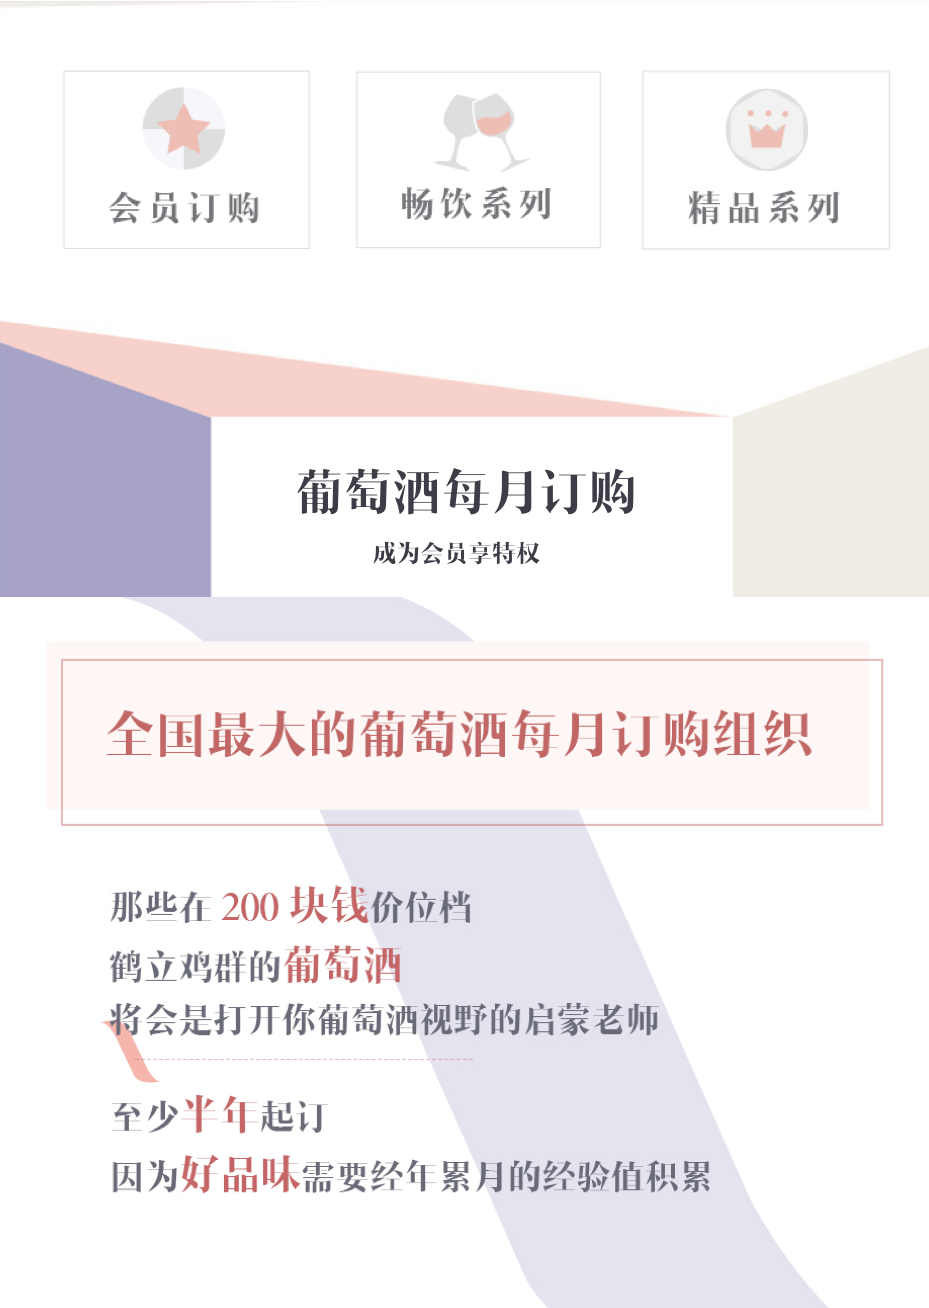 会员订购
畅饮系列
精品系列
葡萄酒每月订购
成为会员享特权
全国最大的葡萄酒每月订购组织
那些在 200 块钱价位档
鹤立鸡群的葡萄酒
将会是打开你葡萄酒视野的启蒙老师
至少半年起订
因为好品味需要经年累月的经验值积累